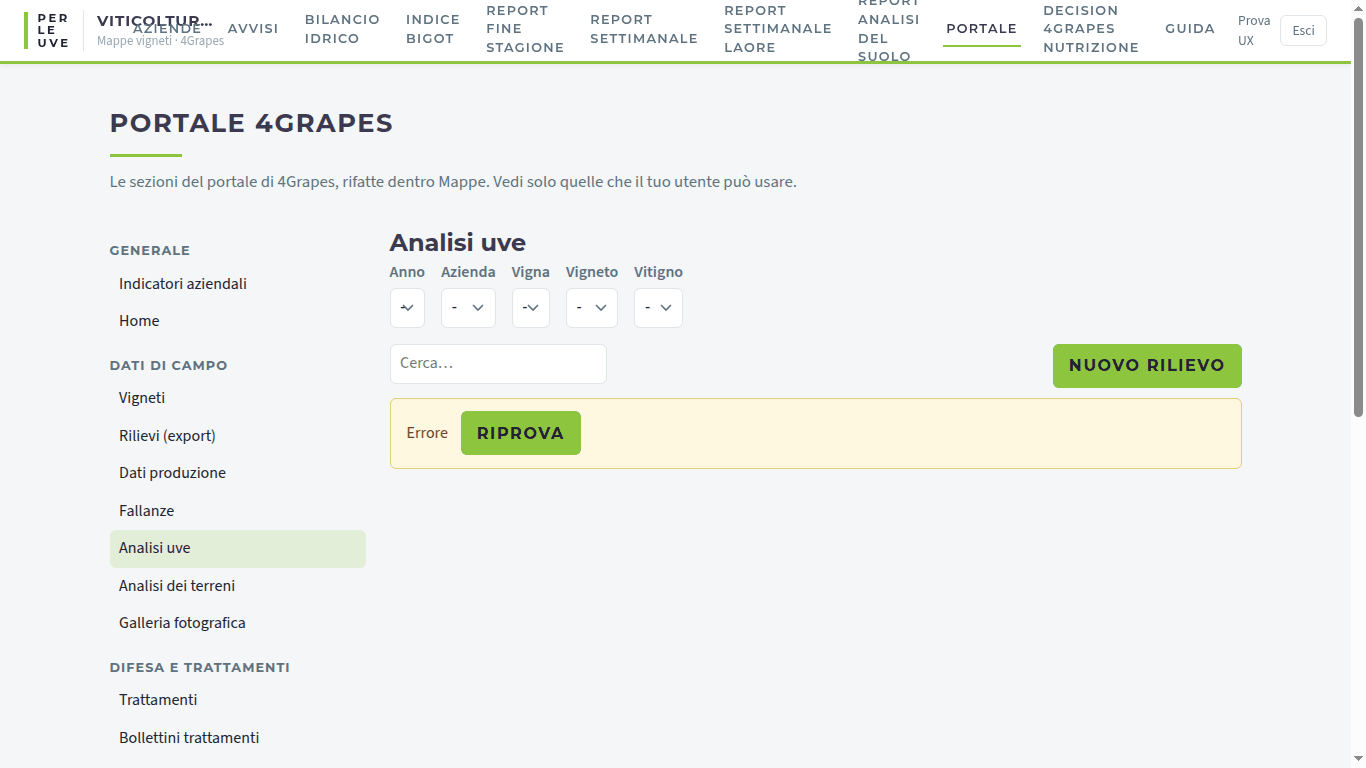 PER
LE
UVE
VITICOLTUR...
Mappe vigneti · 4Grapes
AZIENDE
AVVISI
BILANCIO
IDRICO
INDICE
BIGOT
REPORT
FINE
STAGIONE
REPORT
SETTIMANALE
REPORT
SETTIMANALE
LAORE
REPORT
ANALISI
DEL
SUOLO
PORTALE
DECISION
4GRAPES
NUTRIZIONE
GUIDA
Prova
UX
Esci
PORTALE 4GRAPES
Le sezioni del portale di 4Grapes, rifatte dentro Mappe. Vedi solo quelle che il tuo utente può usare.
GENERALE
Indicatori aziendali
Home
DATI DI CAMPO
Vigneti
Rilievi (export)
Dati produzione
Fallanze
Analisi uve
Analisi dei terreni
Galleria fotografica
DIFESA E TRATTAMENTI
Trattamenti
Bollettini trattamenti
Analisi uve
Anno Azienda Vigna Vigneto Vitigno
- - - - -
Cerca...
NUOVO RILIEVO
Errore RIPROVA